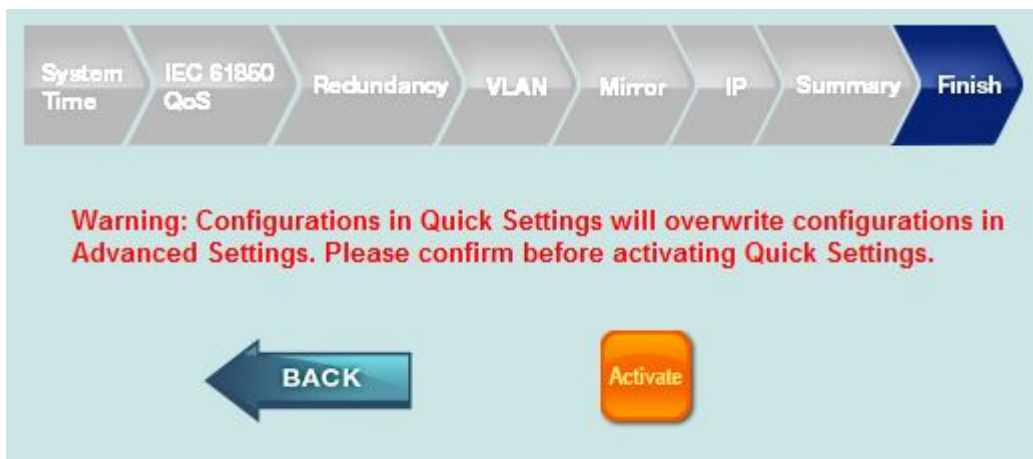 System Time
IEC 61850 QoS
Redundancy
VLAN
Mirror
IP
Summary
Finish
Warning: Configurations in Quick Settings will overwrite configurations in
Advanced Settings. Please confirm before activating Quick Settings.
BACK
Activate